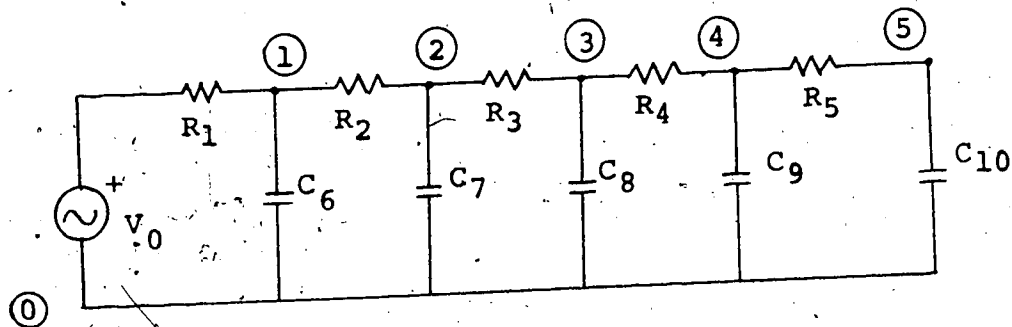 ① ② ③ ④ ⑤
R1 R2 R3 R4 R5
C6 C7 C8 C9 C10
+
V0
⓪